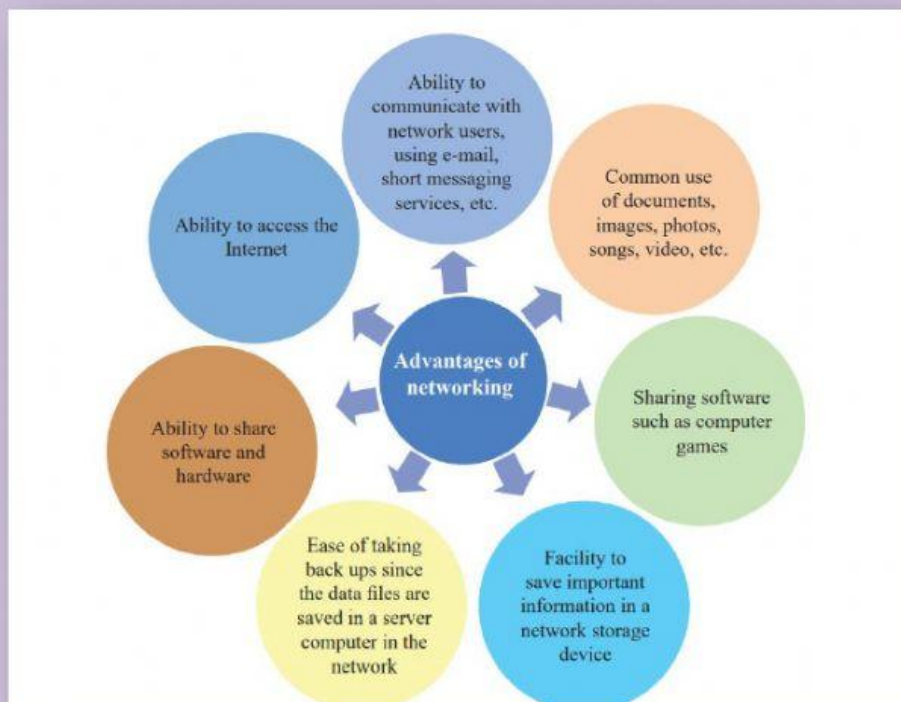 Ability to
communicate with
network users,
using e-mail,
short messaging
services, etc.
Common use
of documents,
images, photos,
songs, video, etc.
Ability to access the
Internet
Advantages of
networking
Sharing software
such as computer
games
Ability to share
software and
hardware
Ease of taking
back ups since
the data files are
saved in a server
computer in the
network
Facility to
save important
information in a
network storage
device